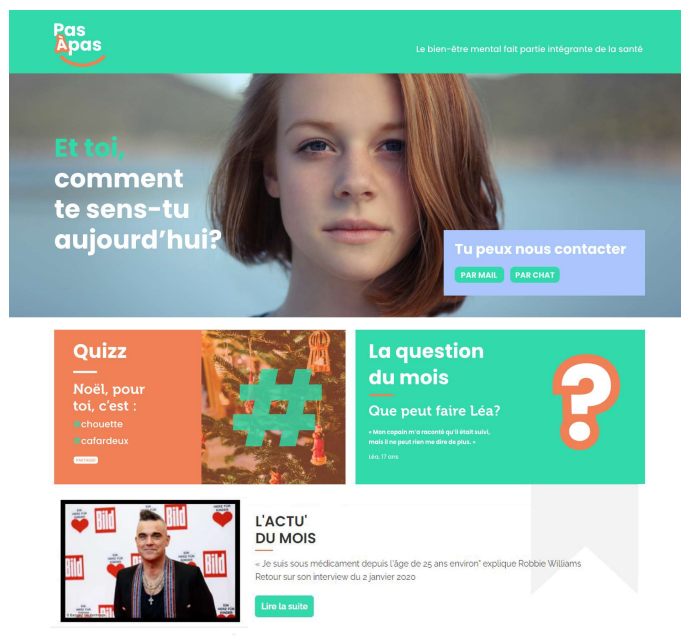 Pas
Àpas
Le bien-être mental fait partie intégrante de la santé
Et toi,
comment
te sens-tu
aujourd'hui?
Tu peux nous contacter
PAR MAIL
PAR CHAT
Quizz
Noël, pour
toi, c'est :
#chouette
#cafardeux
#
La question
du mois
Que peut faire Léa?
« Mon copain m'a raconté qu'il était suivi,
mais il ne peut rien me dire de plus. »
Léa, 17 ans
?
Bild
Bild
Bild
Bild
L'ACTU'
DU MOIS
« Je suis sous médicament depuis l'âge de 25 ans environ" explique Robbie Williams
Retour sur son interview du 2 janvier 2020
Lire la suite